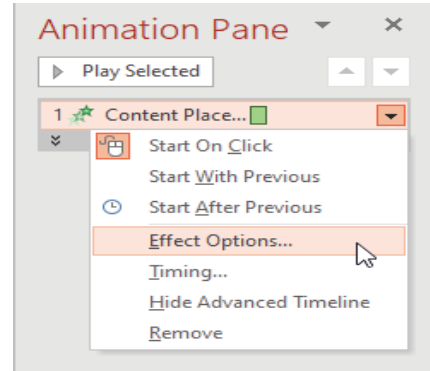 Animation Pane
Play Selected
1 Content Place...
Start On Click
Start With Previous
Start After Previous
Effect Options...
Timing...
Hide Advanced Timeline
Remove